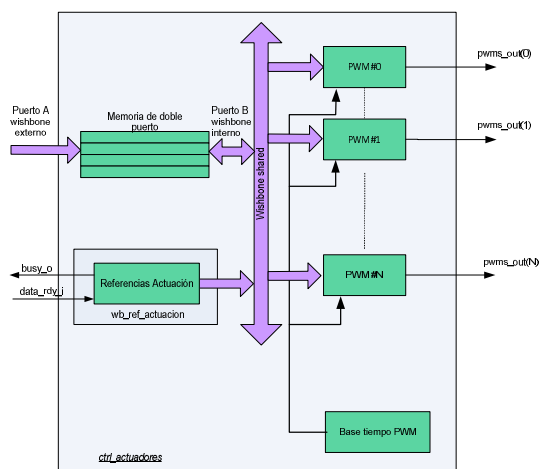 PWM#0
pwms_out(0)
Puerto A
wishbone
externo
Memoria de doble
puerto
Puerto B
wishbone
interno
PWM#1
pwms_out(1)
Wishbone shared
busy_o
data_rdy_i
Referencias Actuación
wb_ref_actuacion
PWM#N
pwms_out(N)
Base tiempo PWM
ctrl_actuadores